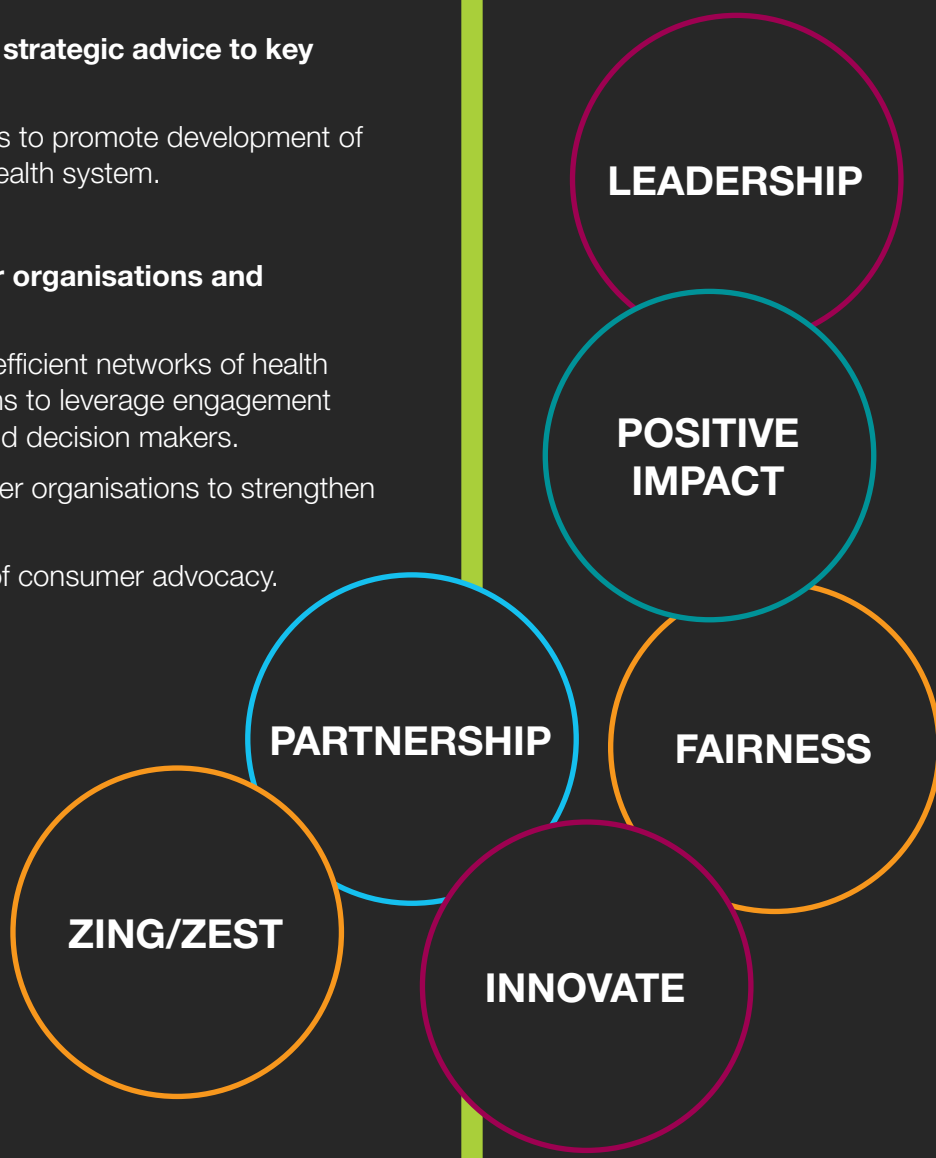 strategic advice to key
s to promote development of
ealth system.
r organisations and
efficient networks of health
ns to leverage engagement
nd decision makers.
er organisations to strengthen
of consumer advocacy.
LEADERSHIP
POSITIVE
IMPACT
PARTNERSHIP
FAIRNESS
ZING/ZEST
INNOVATE